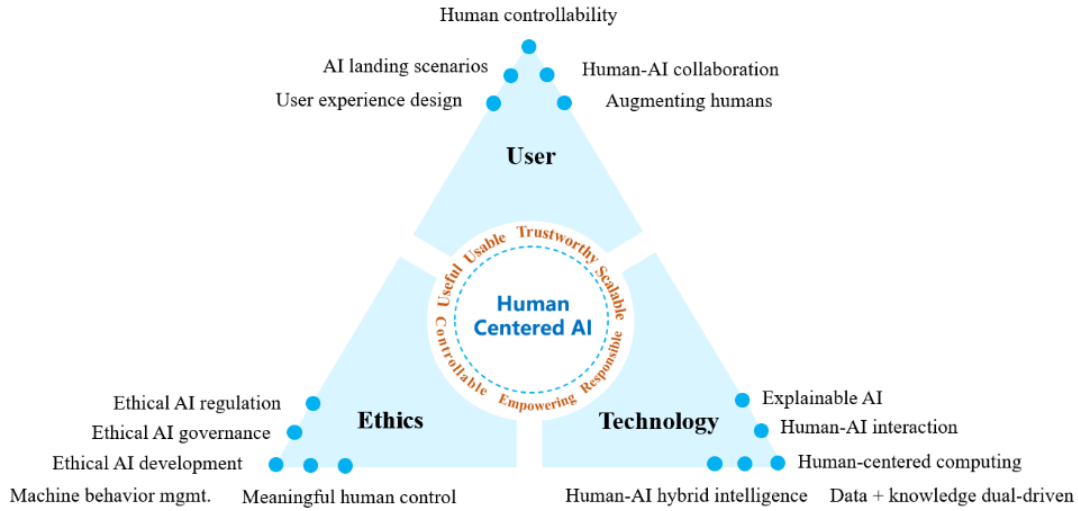 Human controllability
AI landing scenarios
Human-AI collaboration
User experience design
Augmenting humans
User
Useful Usable Trustworthy Scalable
Responsible
Empowering
Controllable
Human
Centered AI
Ethical AI regulation
Ethical AI governance
Ethical AI development
Machine behavior mgmt.
Meaningful human control
Ethics
Technology
Explainable AI
Human-AI interaction
Human-centered computing
Human-AI hybrid intelligence
Data + knowledge dual-driven